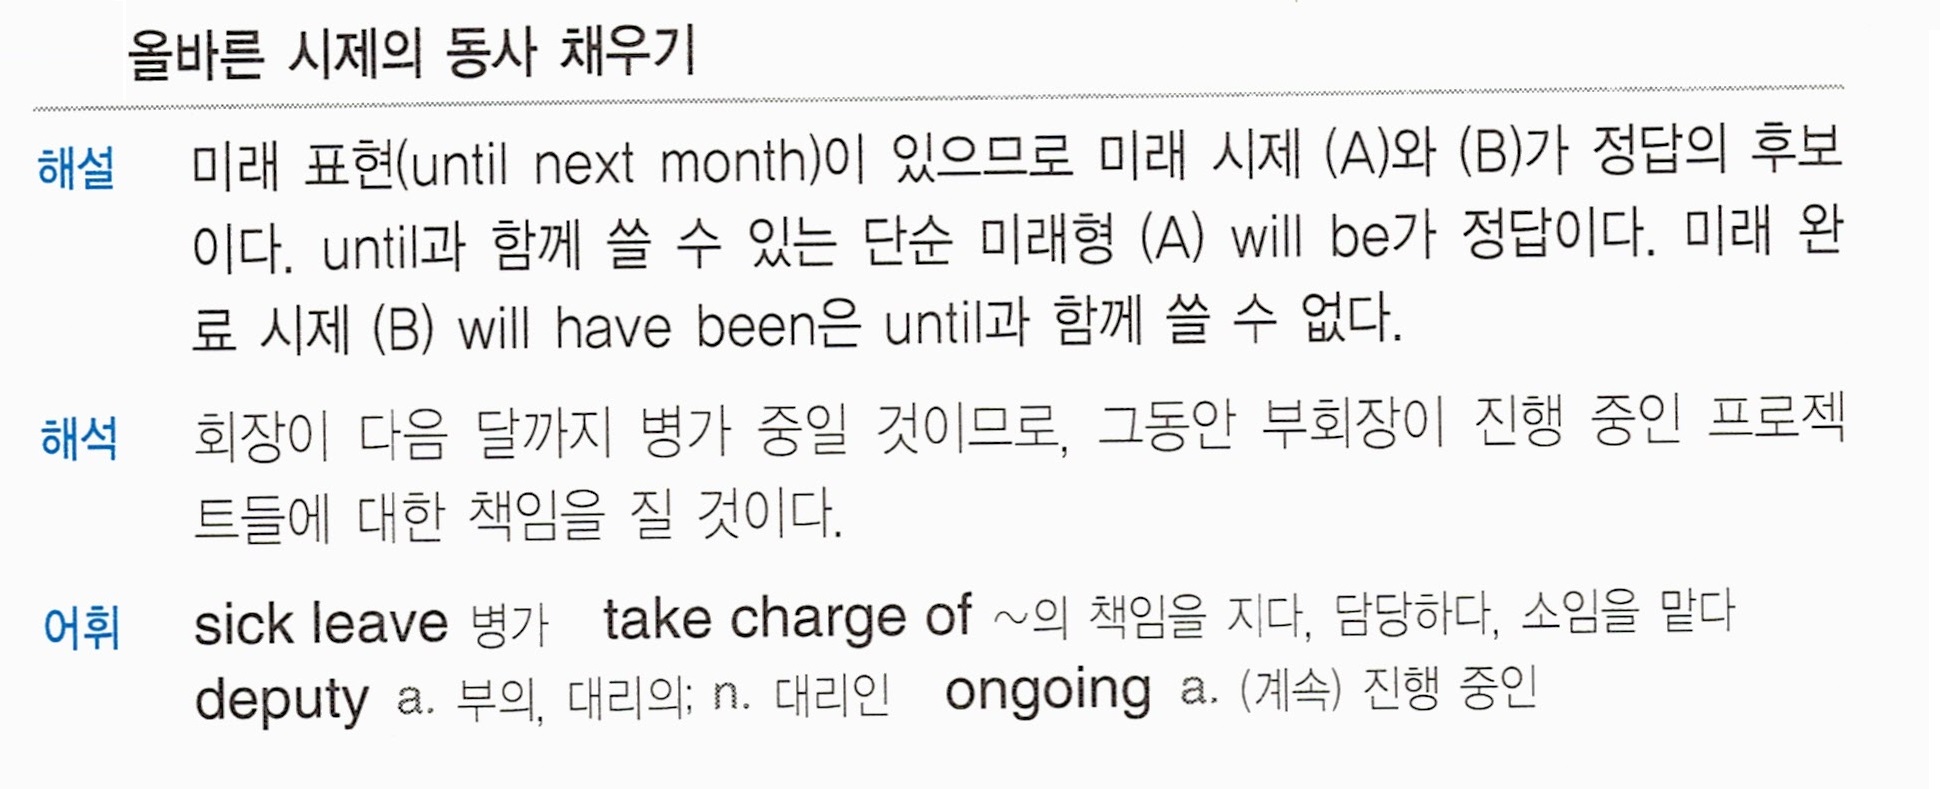 올바른 시제의 동사 채우기
해설 미래 표현(until next month)이 있으므로 미래 시제 (A)와 (B)가 정답의 후보
이다. until과 함께 쓸 수 있는 단순 미래형 (A) will be가 정답이다. 미래 완
료 시제 (B) will have been은 until과 함께 쓸 수 없다.
해석 회장이 다음 달까지 병가 중일 것이므로, 그동안 부회장이 진행 중인 프로젝
트들에 대한 책임을 질 것이다.
어휘 sick leave 병가 take charge of ~의 책임을 지다, 담당하다, 소임을 맡다
deputy a. 부의, 대리의; n. 대리인 ongoing a. (계속) 진행 중인